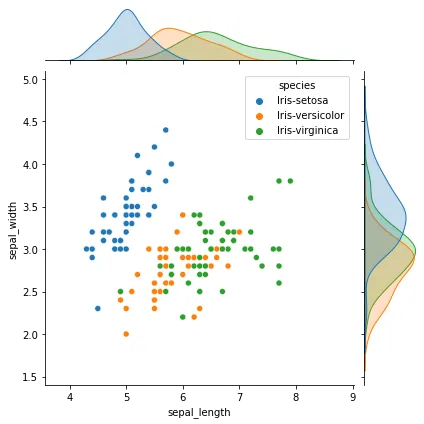 species
Iris-setosa
Iris-versicolor
Iris-virginica
5.0
4.5
4.0
3.5
3.0
2.5
2.0
1.5
sepal_width
4 5 6 7 8 9
sepal_length